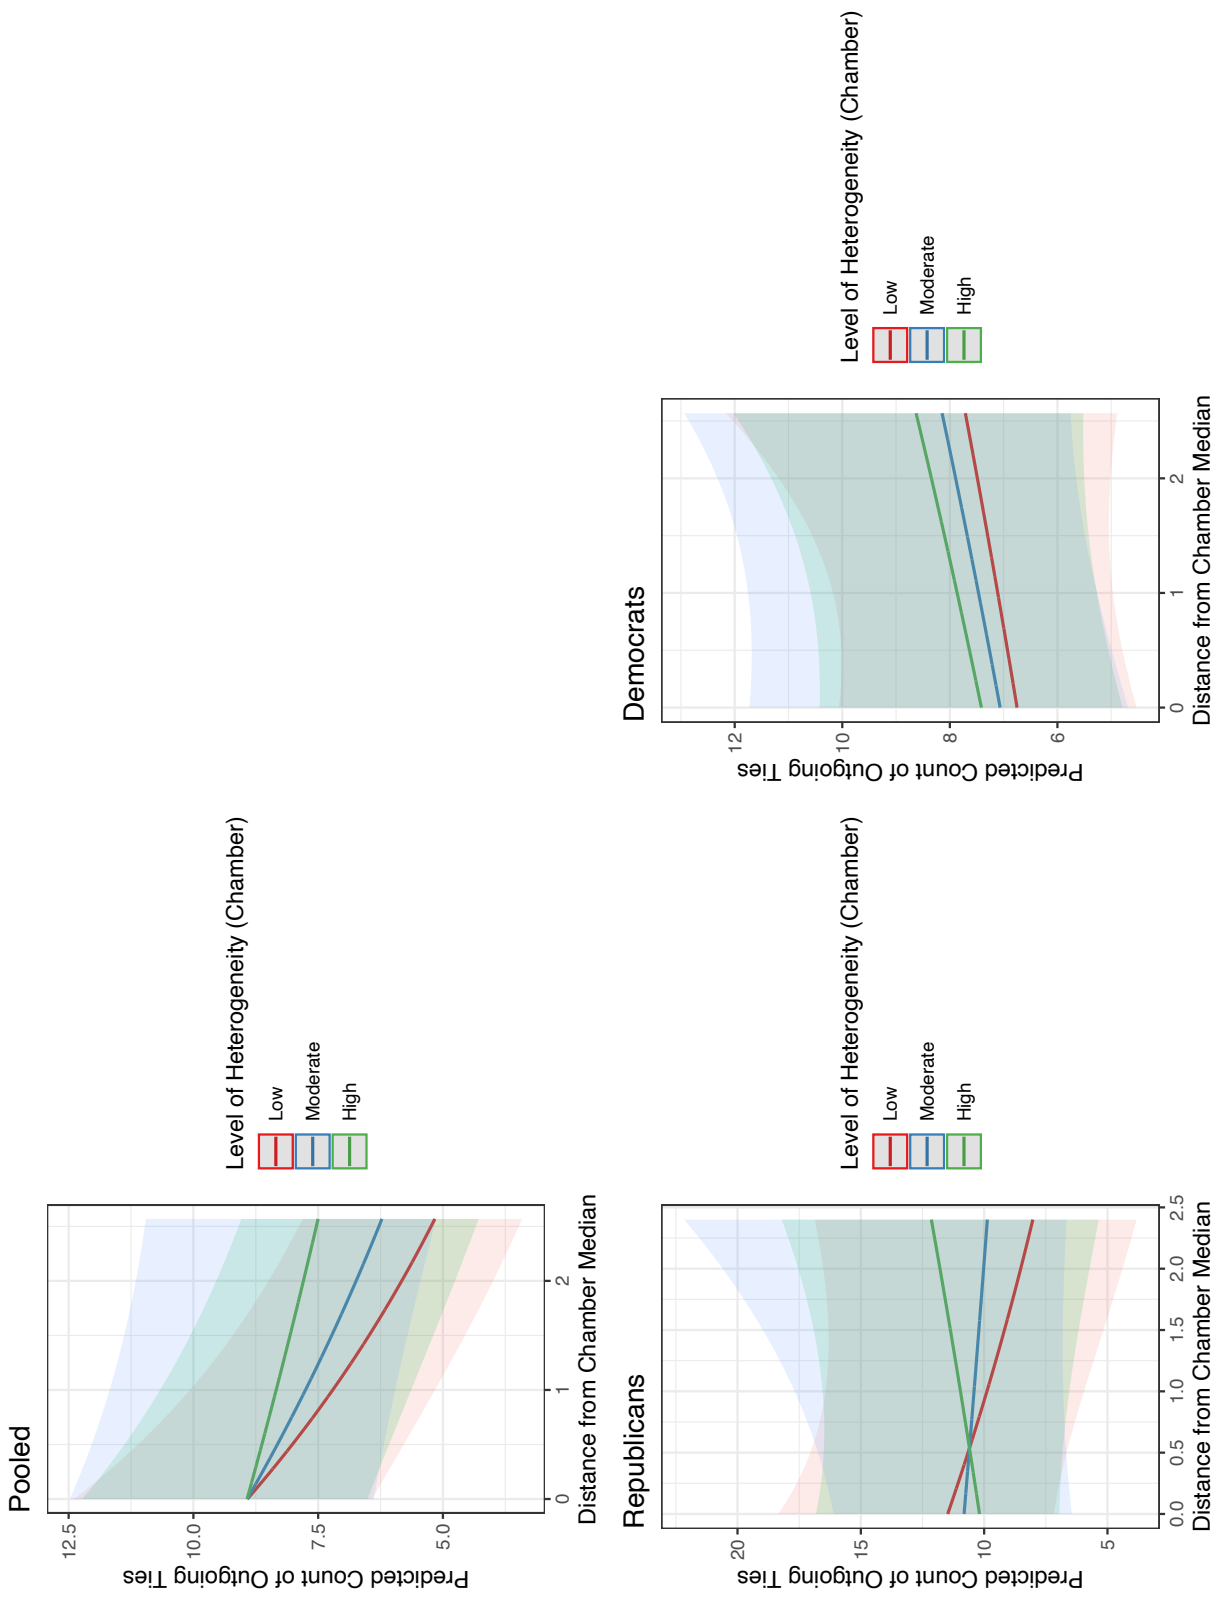 Pooled
Predicted Count of Outgoing Ties
12.5
10.0
7.5
5.0
0
1
2
Distance from Chamber Median
Level of Heterogeneity (Chamber)
Low
Moderate
High
Republicans
Predicted Count of Outgoing Ties
20
15
10
5
0.0
0.5
1.0
1.5
2.0
2.5
Distance from Chamber Median
Level of Heterogeneity (Chamber)
Low
Moderate
High
Democrats
Predicted Count of Outgoing Ties
12
10
8
6
0
1
2
Distance from Chamber Median
Level of Heterogeneity (Chamber)
Low
Moderate
High